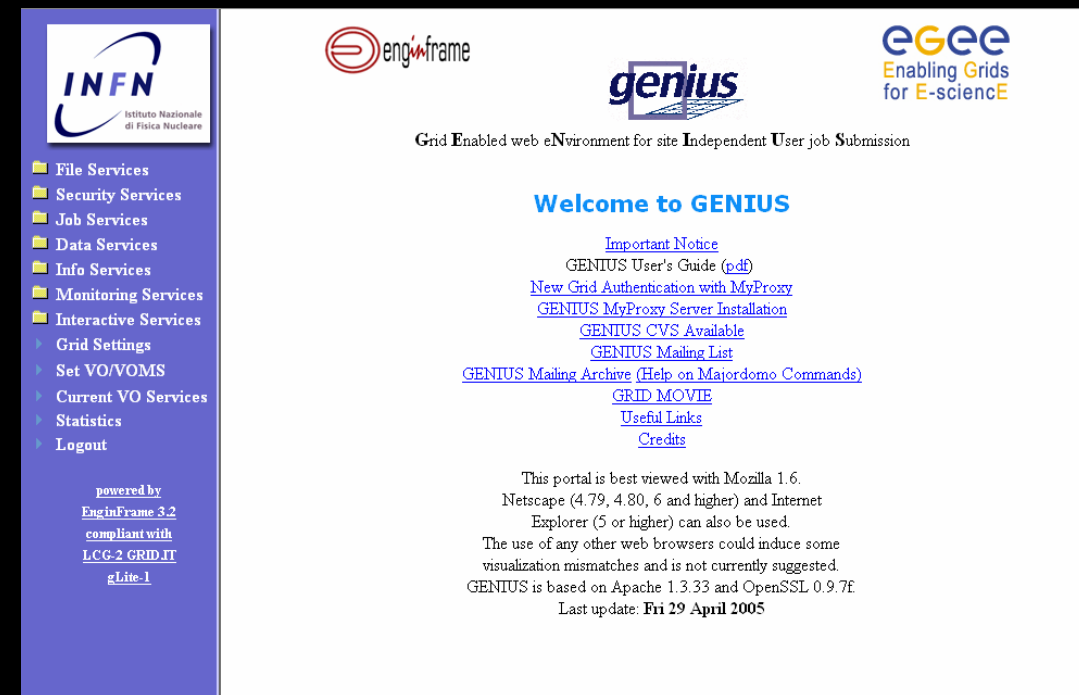 INFN
Istituto Nazionale
di Fisica Nucleare
File Services
Security Services
Job Services
Data Services
Info Services
Monitoring Services
Interactive Services
Grid Settings
Set VO/VOMS
Current VO Services
Statistics
Logout
powered by
EnginFrame 3.2
compliant with
LCG-2 GRID.IT
gLite-1
enginframe
genius
egee
Enabling Grids
for E-sciencE
Grid Enabled web eNvironment for site Independent User job Submission
Welcome to GENIUS
Important Notice
GENIUS User's Guide (pdf)
New Grid Authentication with MyProxy
GENIUS MyProxy Server Installation
GENIUS CVS Available
GENIUS Mailing List
GENIUS Mailing Archive (Help on Majordomo Commands)
GRID MOVIE
Useful Links
Credits
This portal is best viewed with Mozilla 1.6.
Netscape (4.79, 4.80, 6 and higher) and Internet
Explorer (5 or higher) can also be used.
The use of any other web browsers could induce some
visualization mismatches and is not currently suggested.
GENIUS is based on Apache 1.3.33 and OpenSSL 0.9.7f.
Last update: Fri 29 April 2005